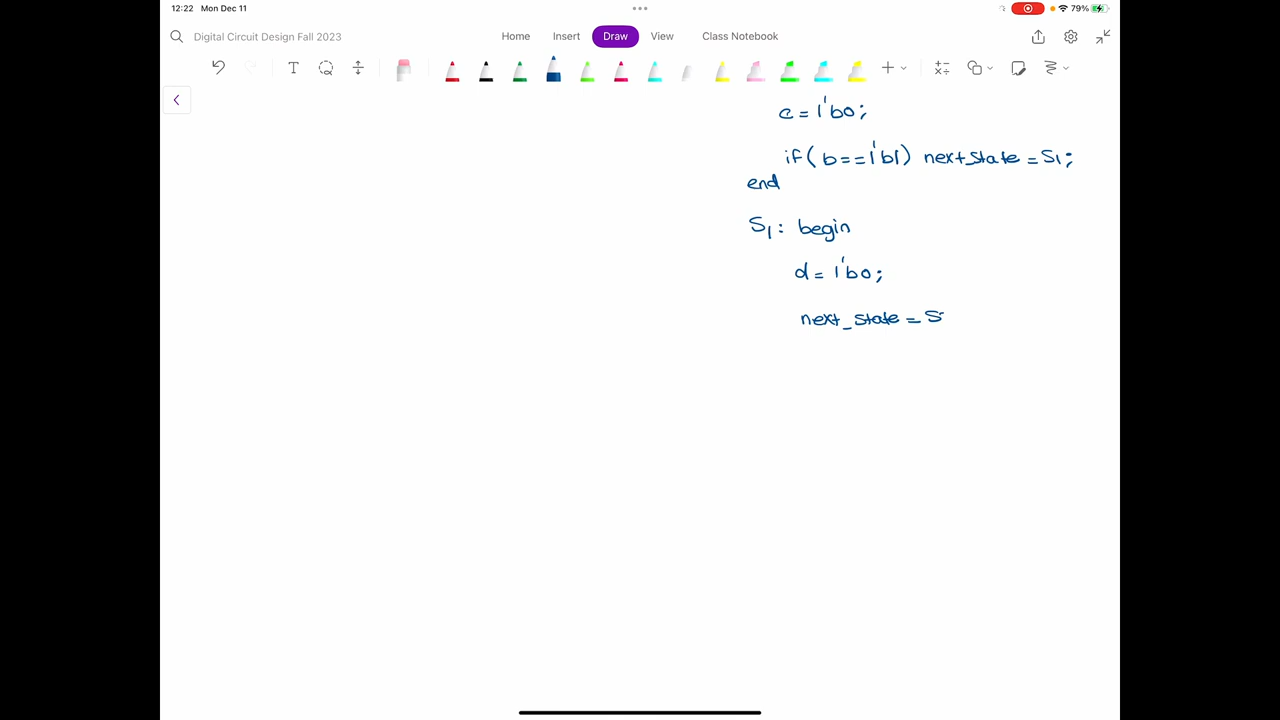 12:22 Mon Dec 11
79%
Digital Circuit Design Fall 2023
Home Insert Draw View Class Notebook
c = 1'b0;
if(b==1'b1) next_state = S1;
end
S1: begin
d = 1'b0;
next_state = S